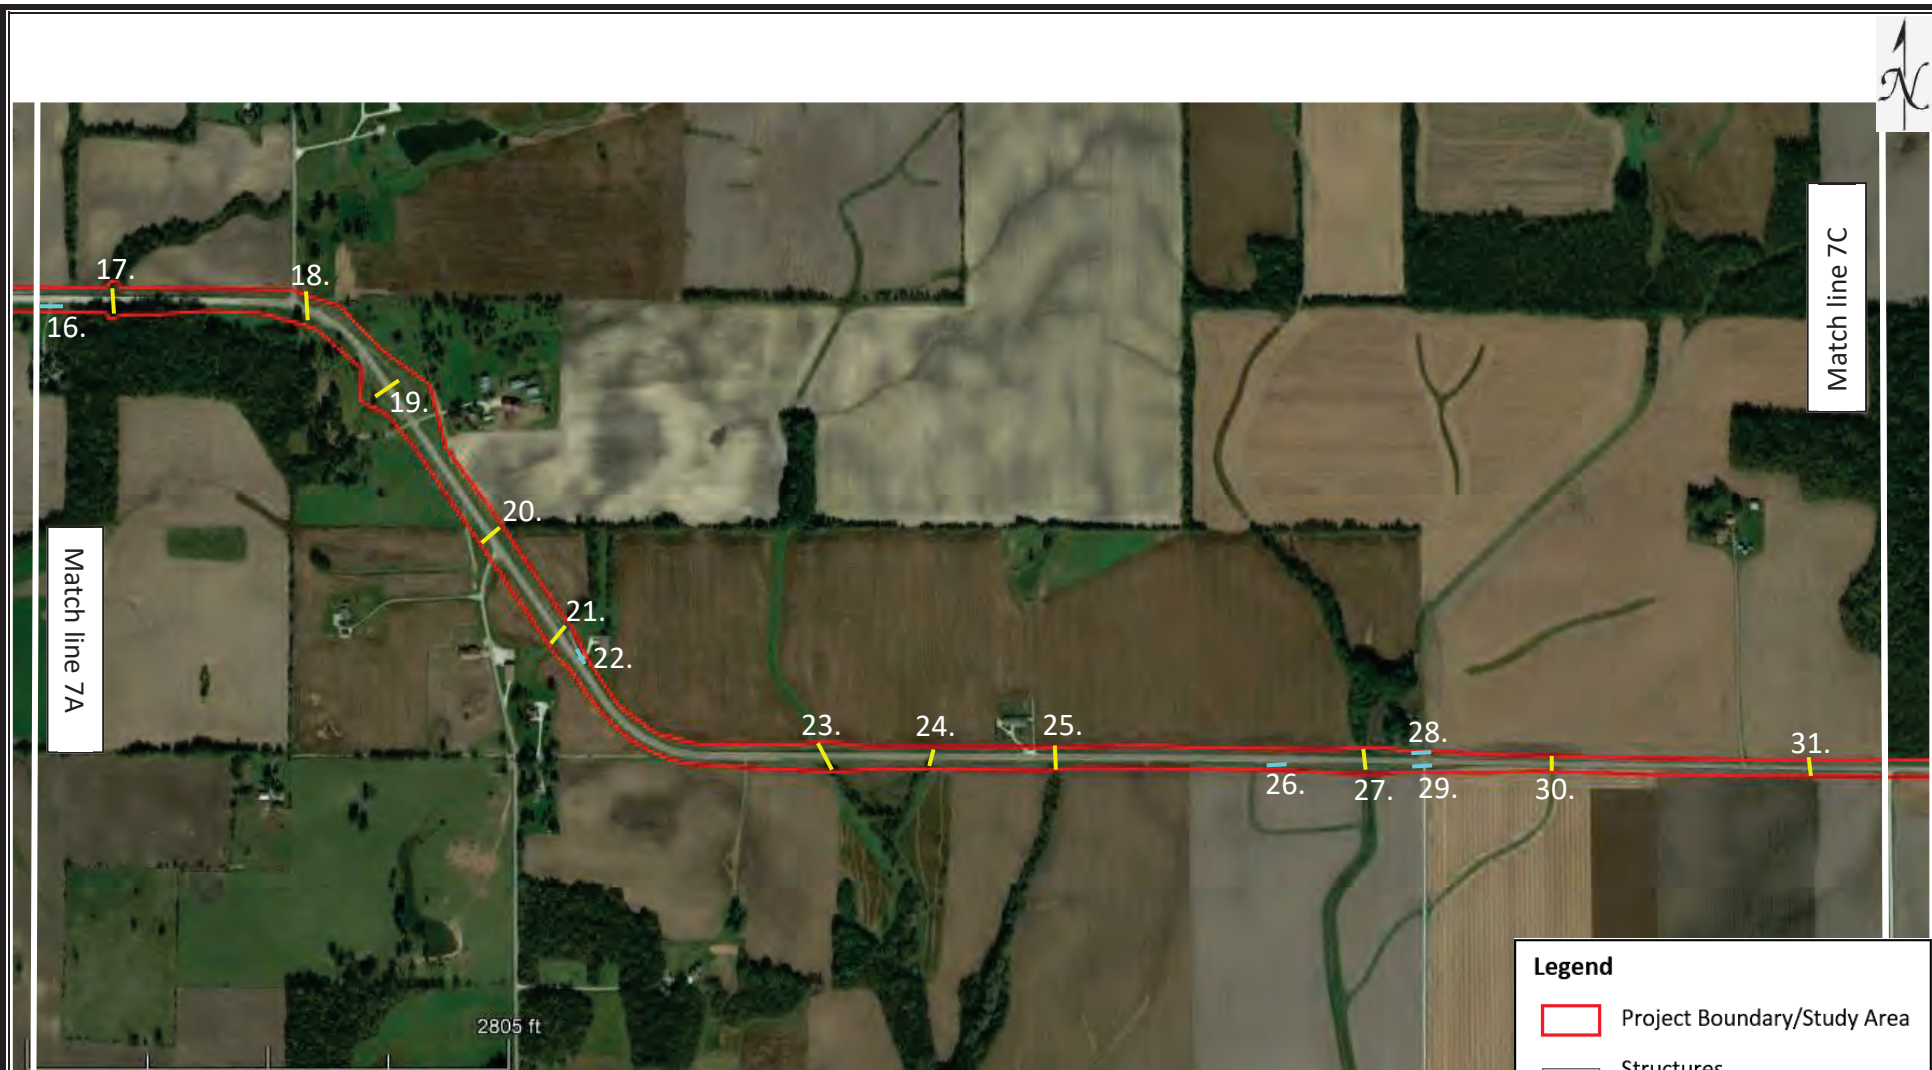 N
17.
18.
16.
Match line 7C
19.
20.
Match line 7A
21.
22.
23.
24.
25.
28.
31.
26.
27.
29.
30.
Legend
Project Boundary/Study Area
2805 ft
Structures